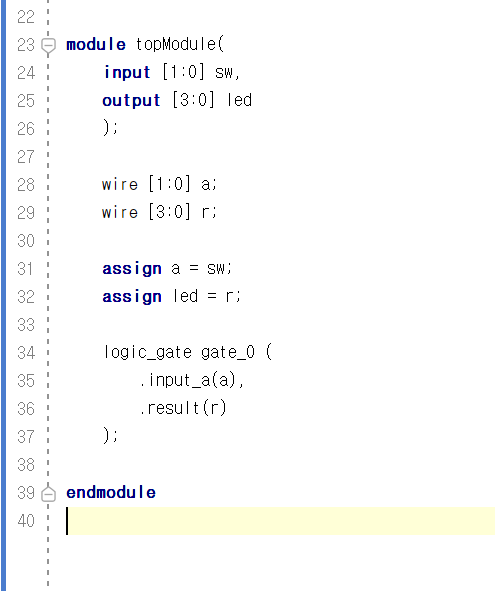 22
23 module topModule(
24 input [1:0] sw,
25 output [3:0] led
26 );
27
28 wire [1:0] a;
29 wire [3:0] r;
30
31 assign a = sw;
32 assign led = r;
33
34 logic_gate gate_0 (
35 .input_a(a),
36 .result(r)
37 );
38
39 endmodule
40